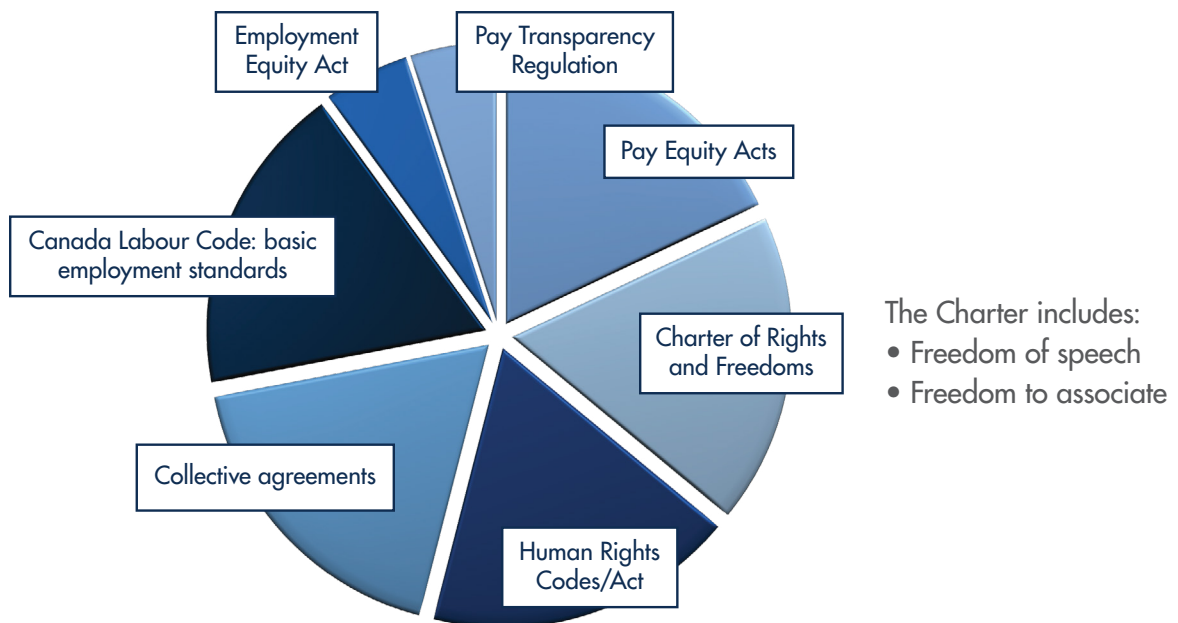 Employment
Equity Act
Pay Transparency
Regulation
Pay Equity Acts
Canada Labour Code: basic
employment standards
Charter of Rights
and Freedoms
The Charter includes:
• Freedom of speech
• Freedom to associate
Collective agreements
Human Rights
Codes/Act